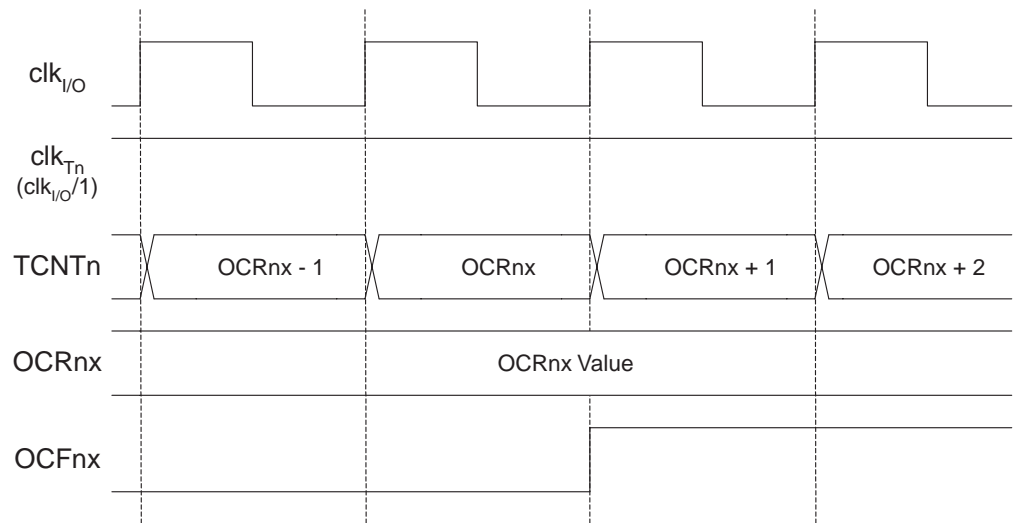 clkI/O
clkTn
(clkI/O/1)
TCNTn OCRnx - 1 OCRnx OCRnx + 1 OCRnx + 2
OCRnx OCRnx Value
OCFnx